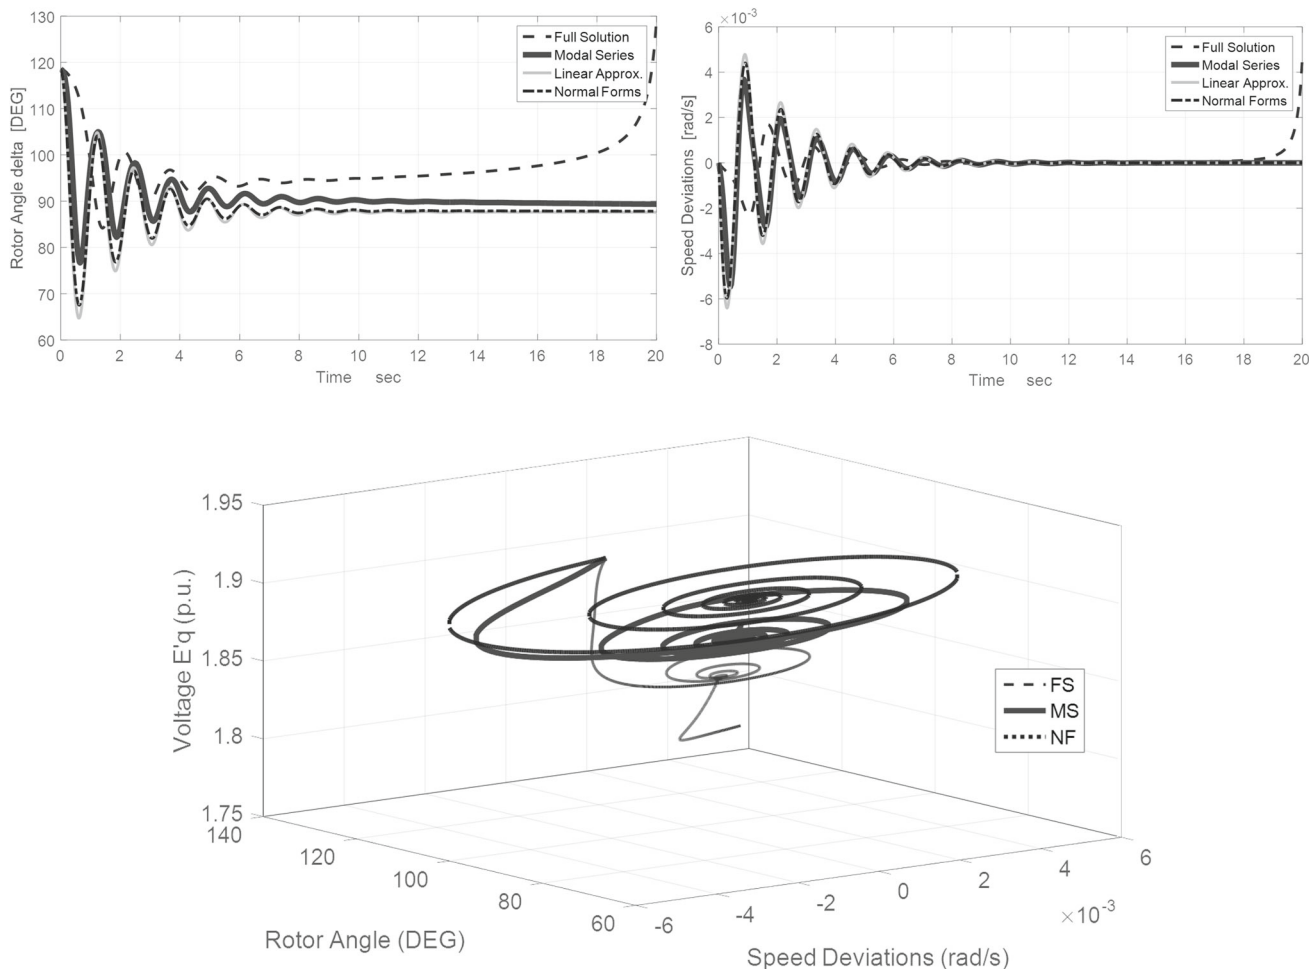 130
120
110
100
90
80
70
60
Rotor Angle delta [DEG]
0 2 4 6 8 10 12 14 16 18 20
Time sec
Full Solution
Modal Series
Linear Approx.
Normal Forms
×10⁻³
6
4
2
0
-2
-4
-6
-8
Speed Deviations [rad/s]
0 2 4 6 8 10 12 14 16 18 20
Time sec
Full Solution
Modal Series
Linear Approx.
Normal Forms
1.95
1.9
1.85
1.8
1.75
Voltage E'q (p.u.)
140
120
100
80
60
Rotor Angle (DEG)
-6
-4
-2
0
2
4
6
×10⁻³
Speed Deviations (rad/s)
FS
MS
NF